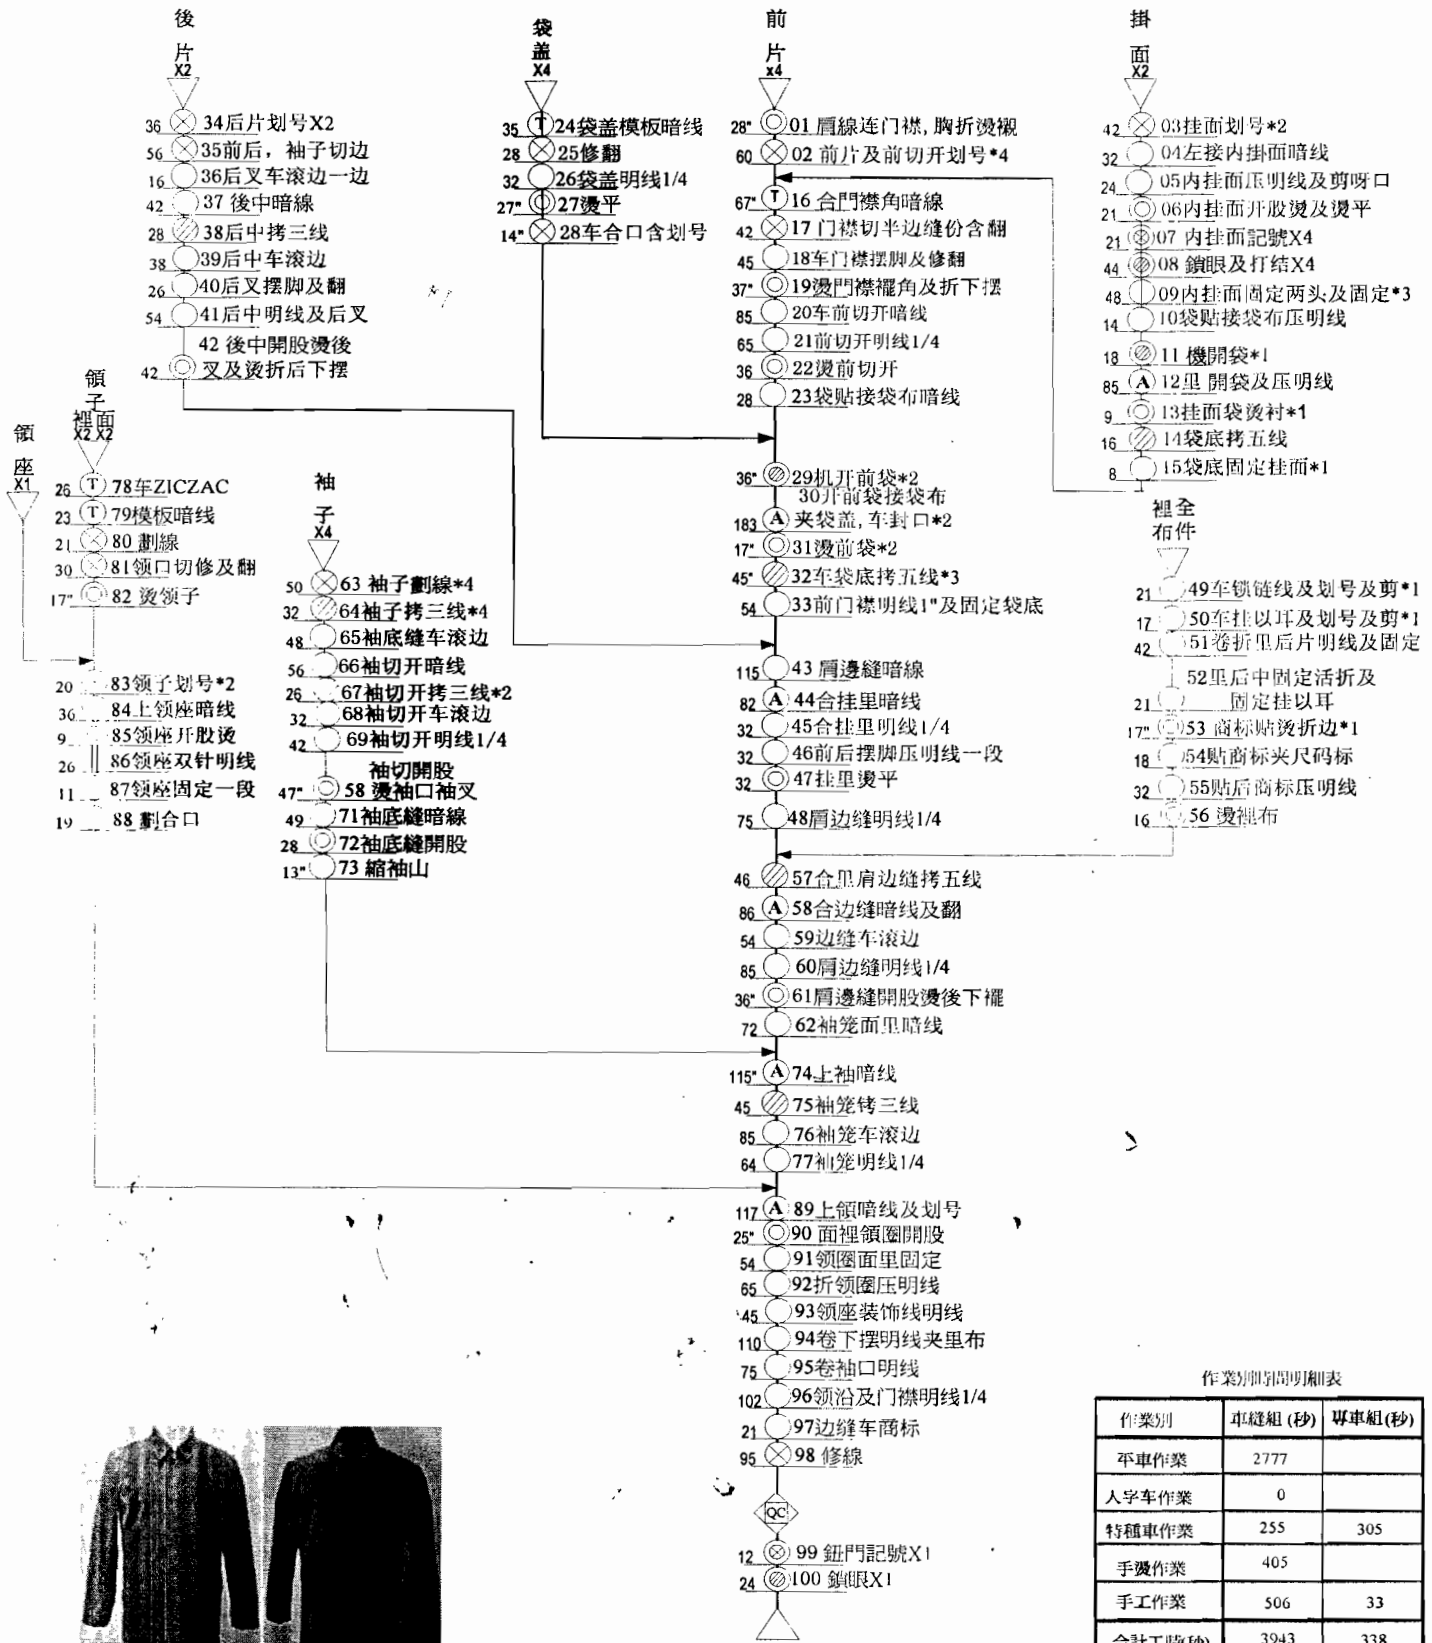 後
片
X2
36 34后片划号X2
56 35前后，袖子切边
16 36后叉车滚边一边
42 37 後中暗線
28 38后中拷三线
38 39后中车滚边
26 40后叉摆脚及翻
54 41后中明线及后叉
42 後中開股燙後
42 叉及烫折后下摆
袋
盖
X4
35 T 24袋盖模板暗线
28 25修翻
32 26袋盖明线1/4
27" 27燙平
14" 28车合口含划号
前
片
x4
28" 01 肩線连门襟,胸折燙襯
60 02 前片及前切开划号*4
67" T 16 合門襟角暗線
42 17 门襟切半边缝份含翻
45 18车门襟摆脚及修翻
37" 19燙門襟襬角及折下摆
85 20车前切开暗线
65 21前切开明线1/4
36 22燙前切开
28 23袋贴接袋布暗线
36" 29机开前袋*2
30开前袋接袋布
183 A 夹袋盖,车封口*2
17" 31燙前袋*2
45" 32车袋底拷五线*3
54 33前门襟明线1"及固定袋底
115 43 肩邊縫暗線
82 A 44合挂里暗线
32 45合挂里明线1/4
32 46前后摆脚压明线一段
32 47挂里燙平
75 48肩边缝明线1/4
46 57合里肩边缝拷五线
86 A 58合边缝暗线及翻
54 59边缝车滚边
85 60肩边缝明线1/4
36" 61肩邊縫開股燙後下襬
72 62袖笼面里暗线
115" A 74上袖暗线
45 75袖笼铐三线
85 76袖笼车滚边
64 77袖笼明线1/4
117 A 89上領暗线及划号
25" 90 面裡領圈開股
54 91领圈面里固定
65 92折领圈压明线
45 93领座装饰线明线
110 94卷下摆明线夹里布
75 95卷袖口明线
102 96领沿及门襟明线1/4
21 97边缝车商标
95 98 修線
QC
12 99 鈕門記號X1
24 100 鎖眼X1
掛
面
X2
42 03挂面划号*2
32 04左接内掛面暗线
24 05内挂面压明线及剪呀口
21 06内挂面开股烫及燙平
21 07 内挂面記號X4
44 08 鎖眼及打结X4
48 09内挂面固定两头及固定*3
14 10袋贴接袋布压明线
18 11 機開袋*1
85 A 12里 開袋及压明线
9 13挂面袋烫衬*1
16 14袋底拷五线
8 15袋底固定挂面*1
裡全
布件
21 49车锁链线及划号及剪*1
17 50车挂以耳及划号及剪*1
42 51卷折里后片明线及固定
52里后中固定活折及
21 固定挂以耳
17" 53 商标贴烫折边*1
18 54贴商标夹尺码标
32 55贴后商标压明线
16 56 燙裡布
領
座
X1
領
子
裡面
X2 X2
26 T 78车ZICZAC
23 T 79模板暗线
21 80 劃線
30 81领口切修及翻
17" 82 烫领子
20 83领子划号*2
36 84上领座暗线
9 85领座开股烫
26 86领座双针明线
11 87领座固定一段
19 88 劃合口
袖
子
X4
50 63 袖子劃線*4
32 64袖子拷三线*4
48 65袖底缝车滚边
56 66袖切开暗线
26 67袖切开拷三线*2
32 68袖切开车滚边
42 69袖切开明线1/4
袖切開股
47" 58 燙袖口袖叉
49 71袖底縫暗線
28 72袖底縫開股
13" 73 縮袖山
作業別時間明細表
作業別 車縫組(秒) 專車組(秒)
平車作業 2777
人字车作業 0
特種車作業 255 305
手燙作業 405
手工作業 506 33
合計工時(秒) 3943 338